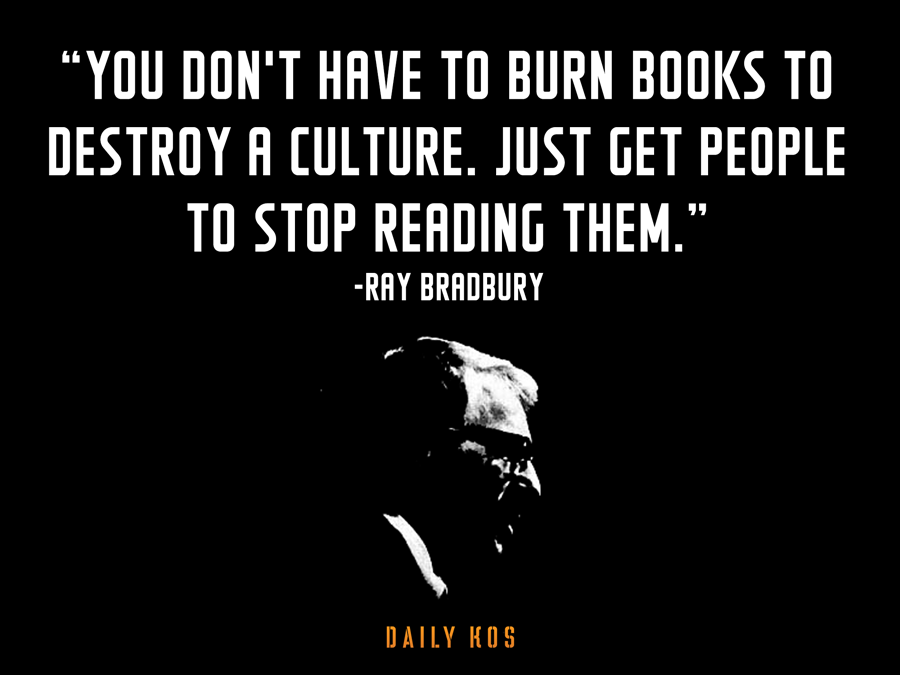 “YOU DON'T HAVE TO BURN BOOKS TO
DESTROY A CULTURE. JUST GET PEOPLE
TO STOP READING THEM.”
-RAY BRADBURY
DAILY KOS